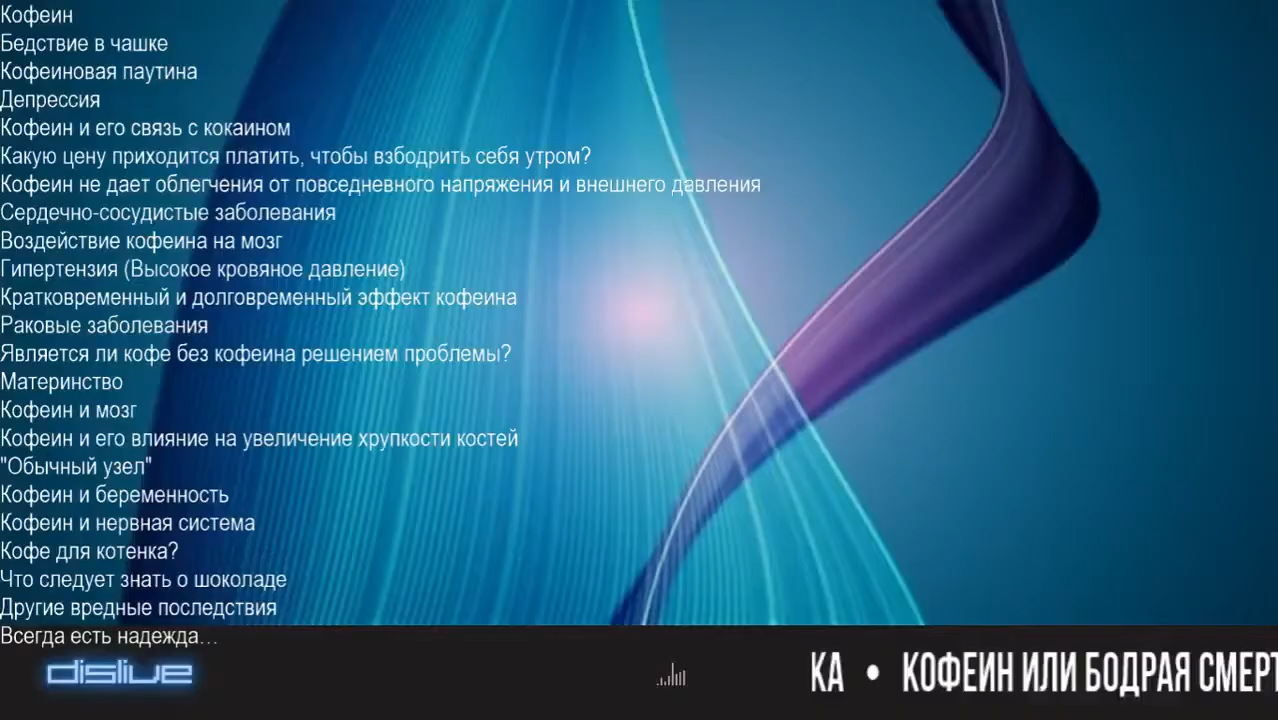 Кофеин
Бедствие в чашке
Кофеиновая паутина
Депрессия
Кофеин и его связь с кокаином
Какую цену приходится платить, чтобы взбодрить себя утром?
Кофеин не дает облегчения от повседневного напряжения и внешнего давления
Сердечно-сосудистые заболевания
Воздействие кофеина на мозг
Гипертензия (Высокое кровяное давление)
Кратковременный и долговременный эффект кофеина
Раковые заболевания
Является ли кофе без кофеина решением проблемы?
Материнство
Кофеин и мозг
Кофеин и его влияние на увеличение хрупкости костей
"Обычный узел"
Кофеин и беременность
Кофеин и нервная система
Кофе для котенка?
Что следует знать о шоколаде
Другие вредные последствия
Всегда есть надежда...
dislive
КА • КОФЕИН ИЛИ БОДРАЯ СМЕРТ